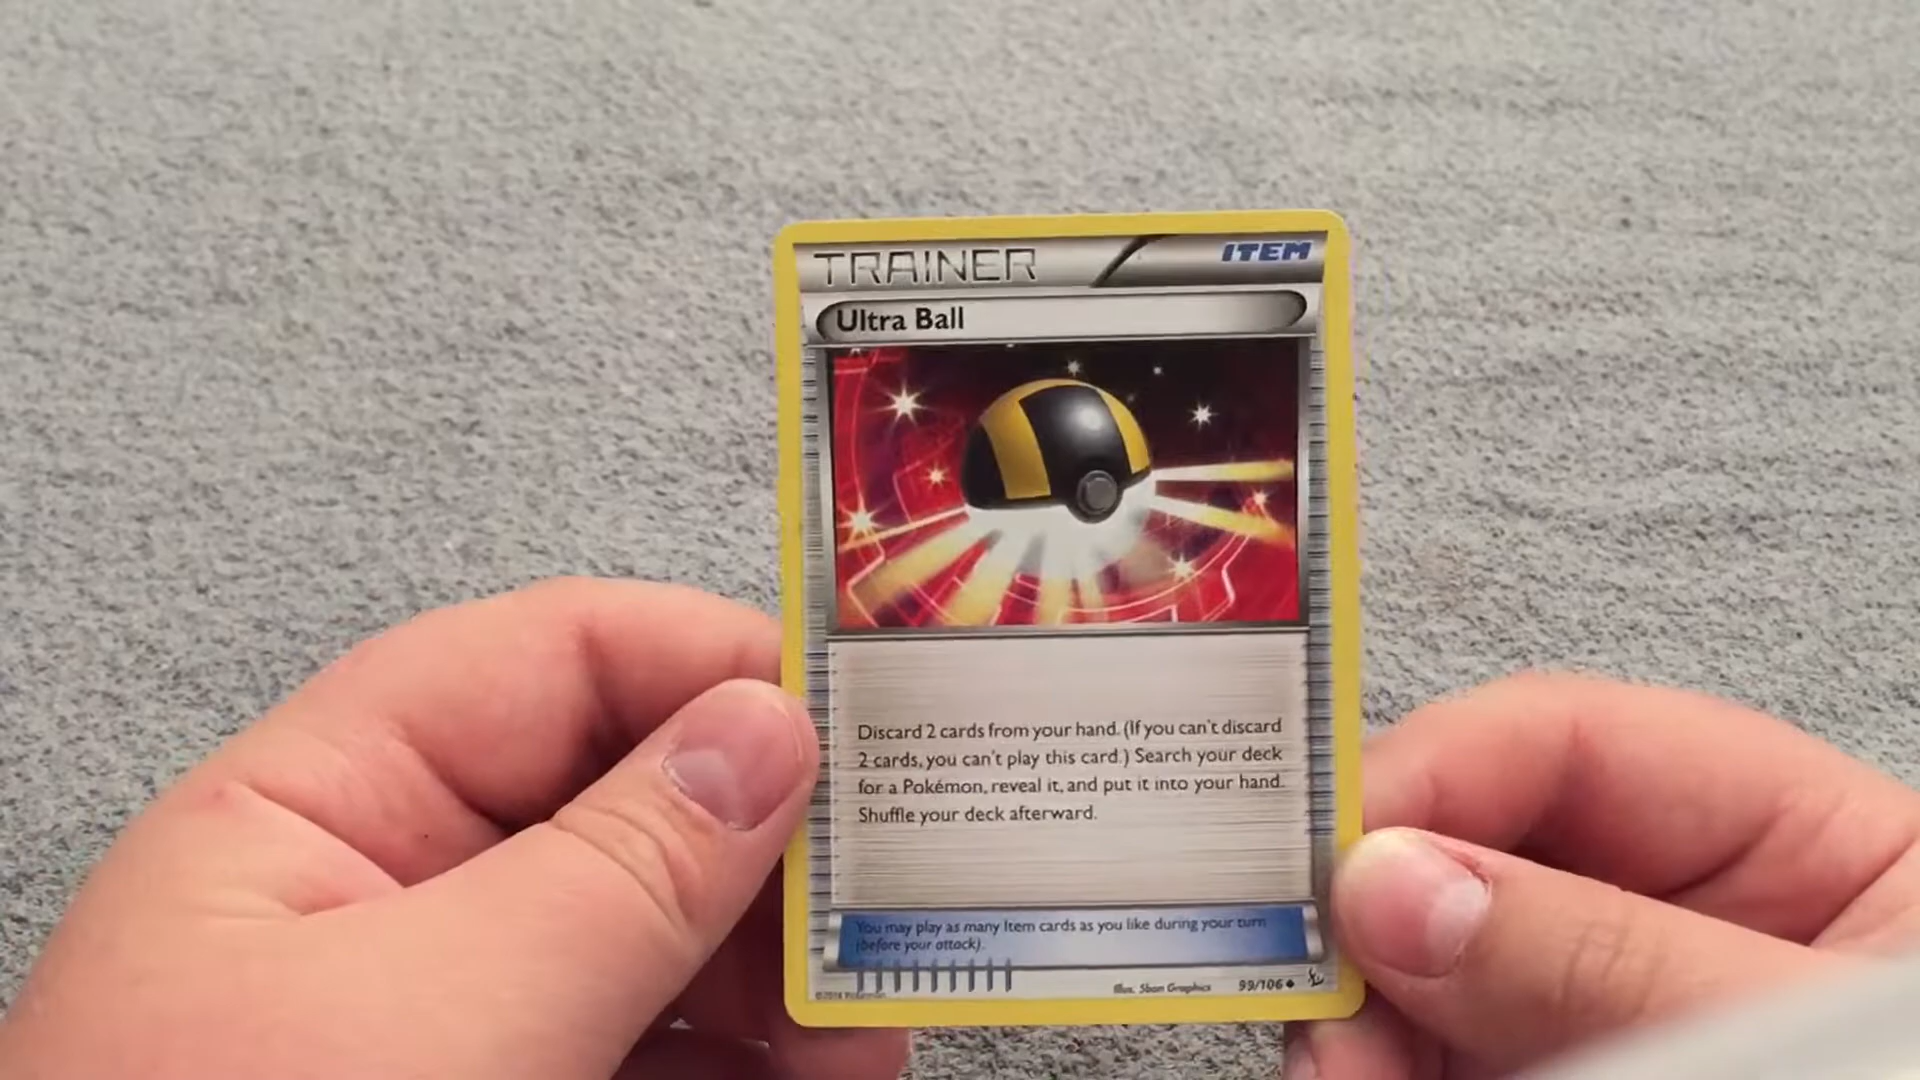 TRAINER
ITEM
Ultra Ball
Discard 2 cards from your hand. (If you can't discard
2 cards, you can't play this card.) Search your deck
for a Pokémon, reveal it, and put it into your hand.
Shuffle your deck afterward.
You may play as many Item cards as you like during your turn
(before your attack).
©2014 Pokémon
Illus. 5ban Graphics
99/106